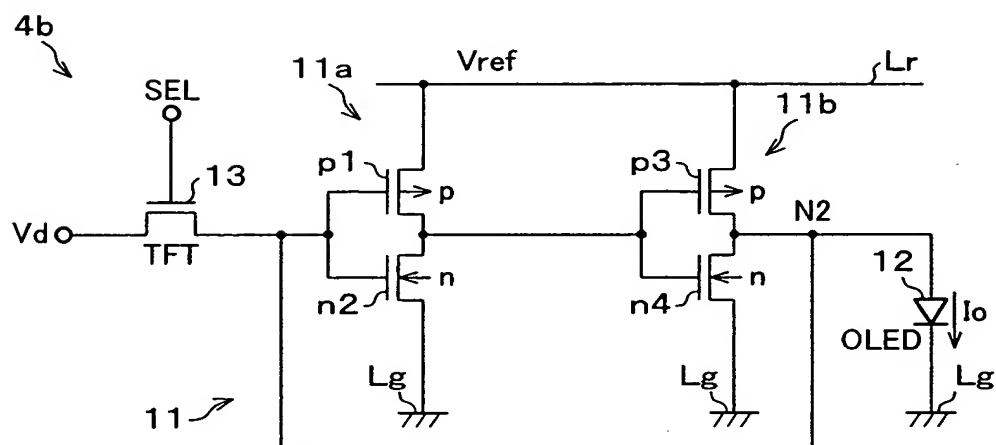 4b
SEL
11a
Vref
Lr
11b
p1
p
p3
p
13
Vd
TFT
N2
n2
n
n4
n
12
OLED
Io
Lg
Lg
Lg
11